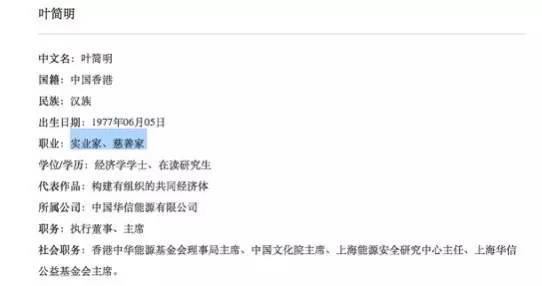 叶简明
中文名：叶简明
国籍：中国香港
民族：汉族
出生日期：1977年06月05日
职业：实业家、慈善家
学位/学历：经济学学士、在读研究生
代表作品：构建有组织的共同经济体
所属公司：中国华信能源有限公司
职务：执行董事、主席
社会职务：香港中华能源基金会理事局主席、中国文化院主席、上海能源安全研究中心主任、上海华信
公益基金会主席。